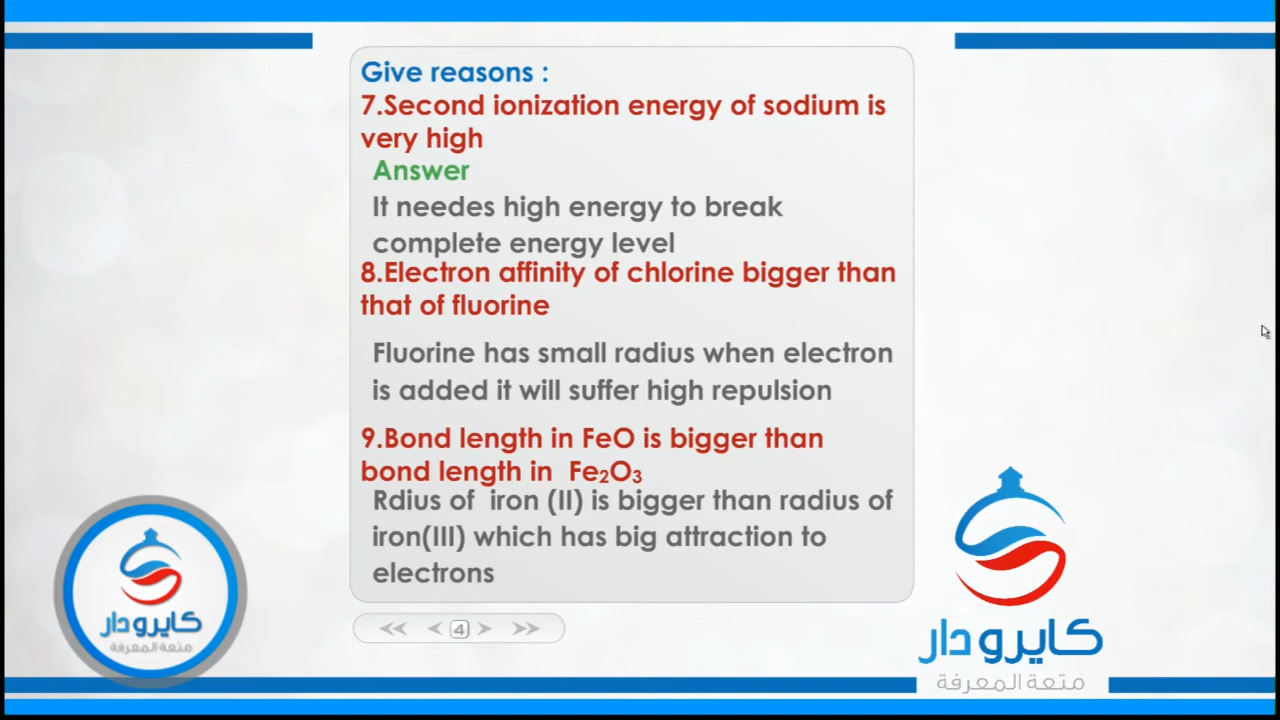 Give reasons :
7.Second ionization energy of sodium is
very high
Answer
It needes high energy to break
complete energy level
8.Electron affinity of chlorine bigger than
that of fluorine
Fluorine has small radius when electron
is added it will suffer high repulsion
9.Bond length in FeO is bigger than
bond length in Fe₂O₃
Rdius of iron (II) is bigger than radius of
iron(III) which has big attraction to
electrons
4
كايرو دار
متعة المعرفة
كايرو دار
متعة المعرفة